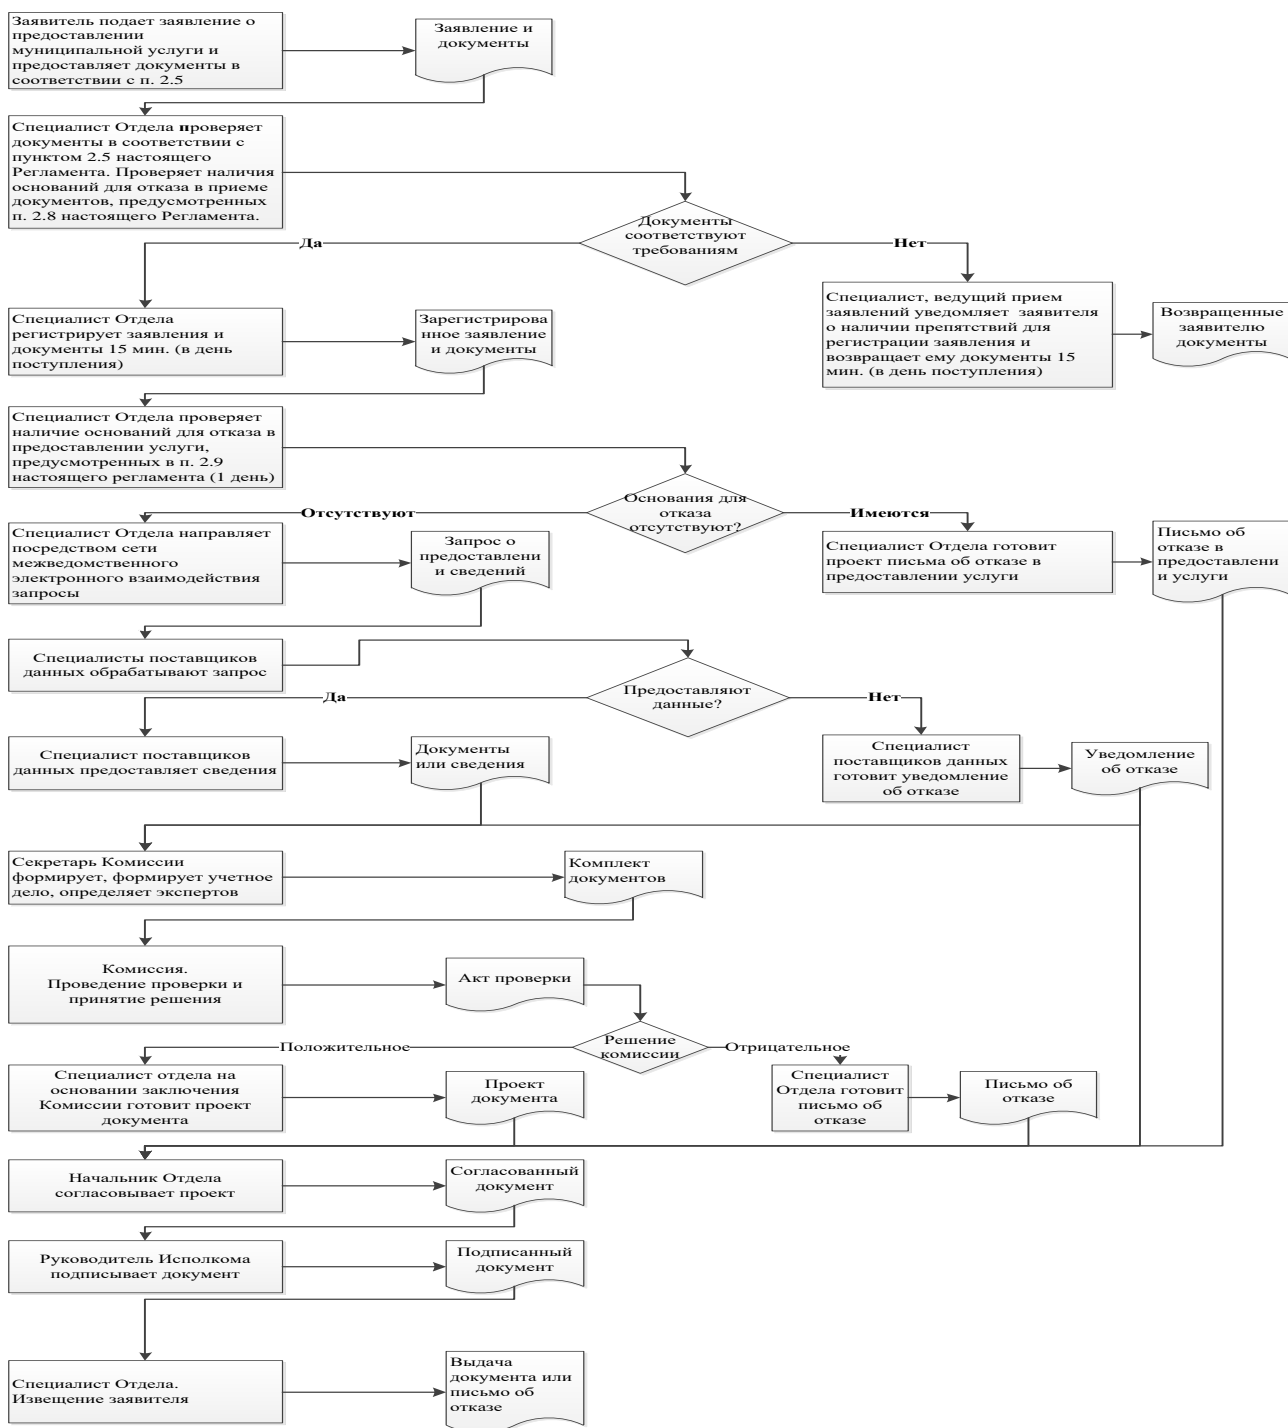 Заявитель подает заявление о
предоставлении
муниципальной услуги и
предоставляет документы в
соответствии с п. 2.5
Заявление и
документы
Специалист Отдела проверяет
документы в соответствии с
пунктом 2.5 настоящего
Регламента. Проверяет наличия
оснований для отказа в приеме
документов, предусмотренных
п. 2.8 настоящего Регламента.
Документы
соответствуют
требованиям
Да
Нет
Специалист Отдела
регистрирует заявления и
документы 15 мин. (в день
поступления)
Зарегистрирова
нное заявление
и документы
Специалист, ведущий прием
заявлений уведомляет заявителя
о наличии препятствий для
регистрации заявления и
возвращает ему документы 15
мин. (в день поступления)
Возвращенные
заявителю
документы
Специалист Отдела проверяет
наличие оснований для отказа в
предоставлении услуги,
предусмотренных в п. 2.9
настоящего регламента (1 день)
Основания для
отказа
отсутствуют?
Отсутствуют
Имеются
Специалист Отдела направляет
посредством сети
межведомственного
электронного взаимодействия
запросы
Запрос о
предоставлени
и сведений
Специалист Отдела готовит
проект письма об отказе в
предоставлении услуги
Письмо об
отказе в
предоставлени
и услуги
Специалисты поставщиков
данных обрабатывают запрос
Предоставляют
данные?
Да
Нет
Специалист поставщиков
данных предоставляет сведения
Документы
или сведения
Специалист
поставщиков данных
готовит уведомление
об отказе
Уведомление
об отказе
Секретарь Комиссии
формирует, формирует учетное
дело, определяет экспертов
Комплект
документов
Комиссия.
Проведение проверки и
принятие решения
Акт проверки
Решение
комиссии
Положительное
Отрицательное
Специалист отдела на
основании заключения
Комиссии готовит проект
документа
Проект
документа
Специалист
Отдела готовит
письмо об
отказе
Письмо об
отказе
Начальник Отдела
согласовывает проект
Согласованный
документ
Руководитель Исполкома
подписывает документ
Подписанный
документ
Специалист Отдела.
Извещение заявителя
Выдача
документа или
письмо об
отказе